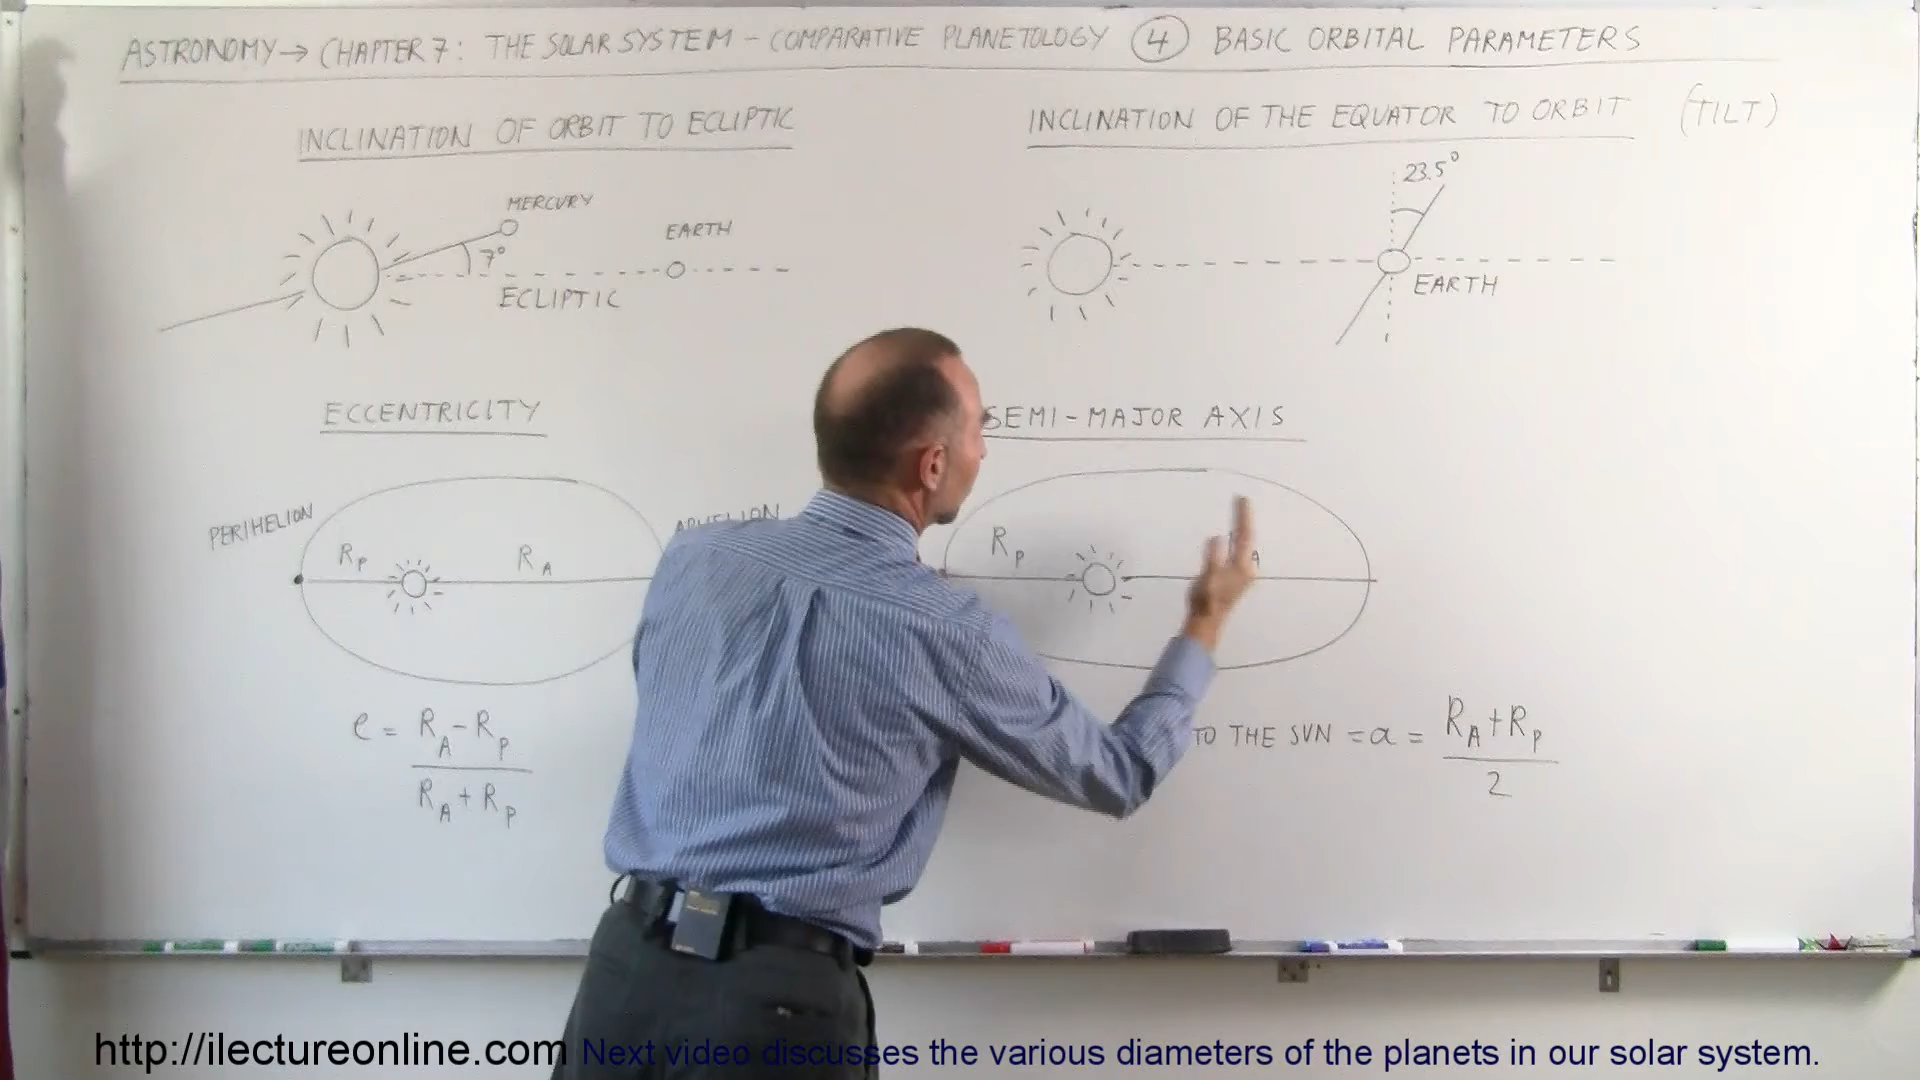 ASTRONOMY → CHAPTER 7: THE SOLAR SYSTEM - COMPARATIVE PLANETOLOGY (4) BASIC ORBITAL PARAMETERS
INCLINATION OF ORBIT TO ECLIPTIC
MERCURY
EARTH
7°
ECLIPTIC
INCLINATION OF THE EQUATOR TO ORBIT (TILT)
23.5°
EARTH
ECCENTRICITY
PERIHELION
APHELION
R_P
R_A
e = (R_A - R_P) / (R_A + R_P)
SEMI-MAJOR AXIS
R_P
A
TO THE SUN = a = (R_A + R_P) / 2
http://ilectureonline.com Next video discusses the various diameters of the planets in our solar system.